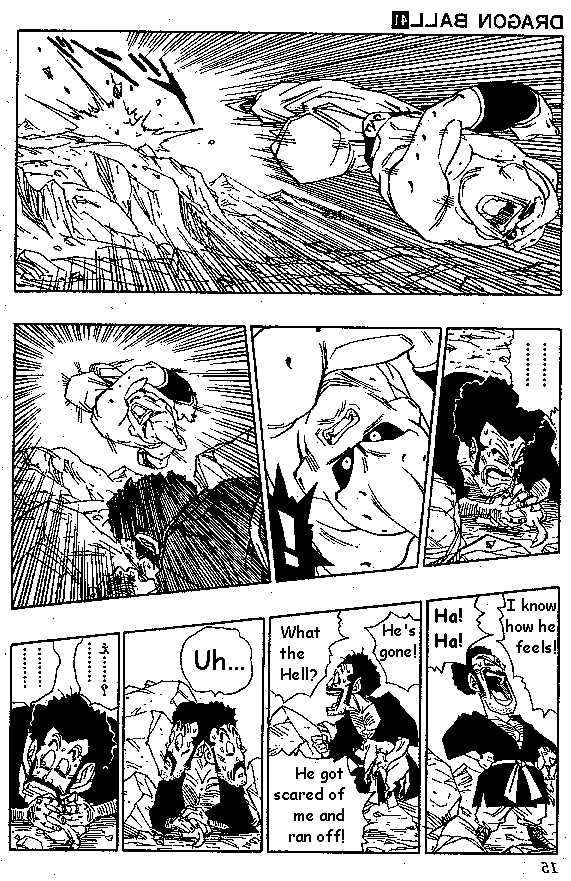 DRAGON BALL 41
Uh...
What
the
Hell?
He's
gone!
He got
scared of
me and
ran off!
Ha!
Ha!
I know
how he
feels!
15